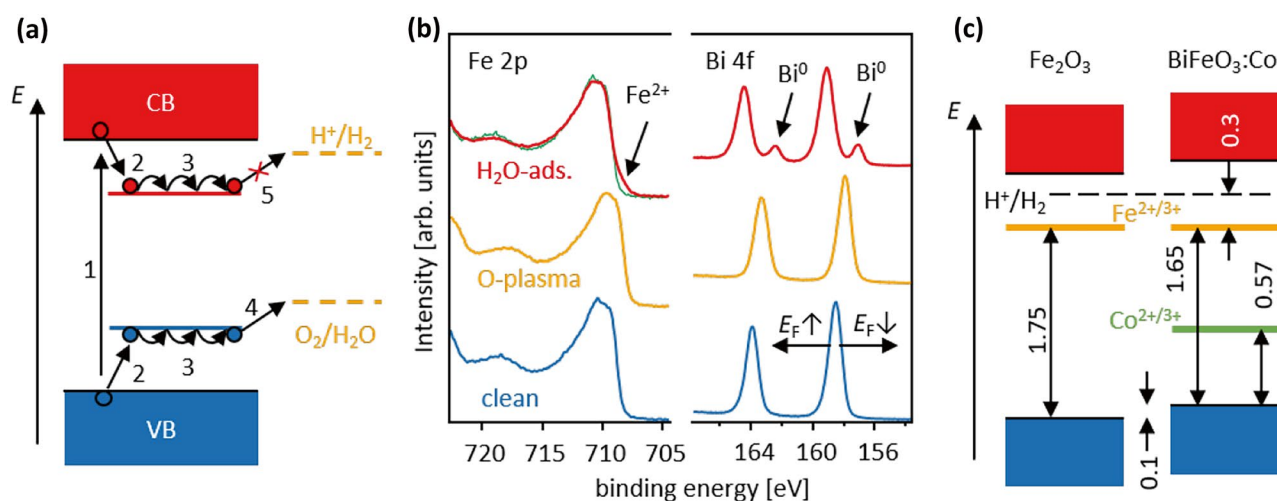 (a)
E
CB
H⁺/H₂
2
3
5
1
4
O₂/H₂O
2
3
VB
(b)
Fe 2p
Bi 4f
Bi⁰
Bi⁰
Fe²⁺
H₂O-ads.
O-plasma
E_F↑
E_F↓
clean
Intensity [arb. units]
720
715
710
705
164
160
156
binding energy [eV]
(c)
Fe₂O₃
BiFeO₃:Co
E
0.3
H⁺/H₂
Fe²⁺/³⁺
1.75
1.65
0.57
Co²⁺/³⁺
0.1